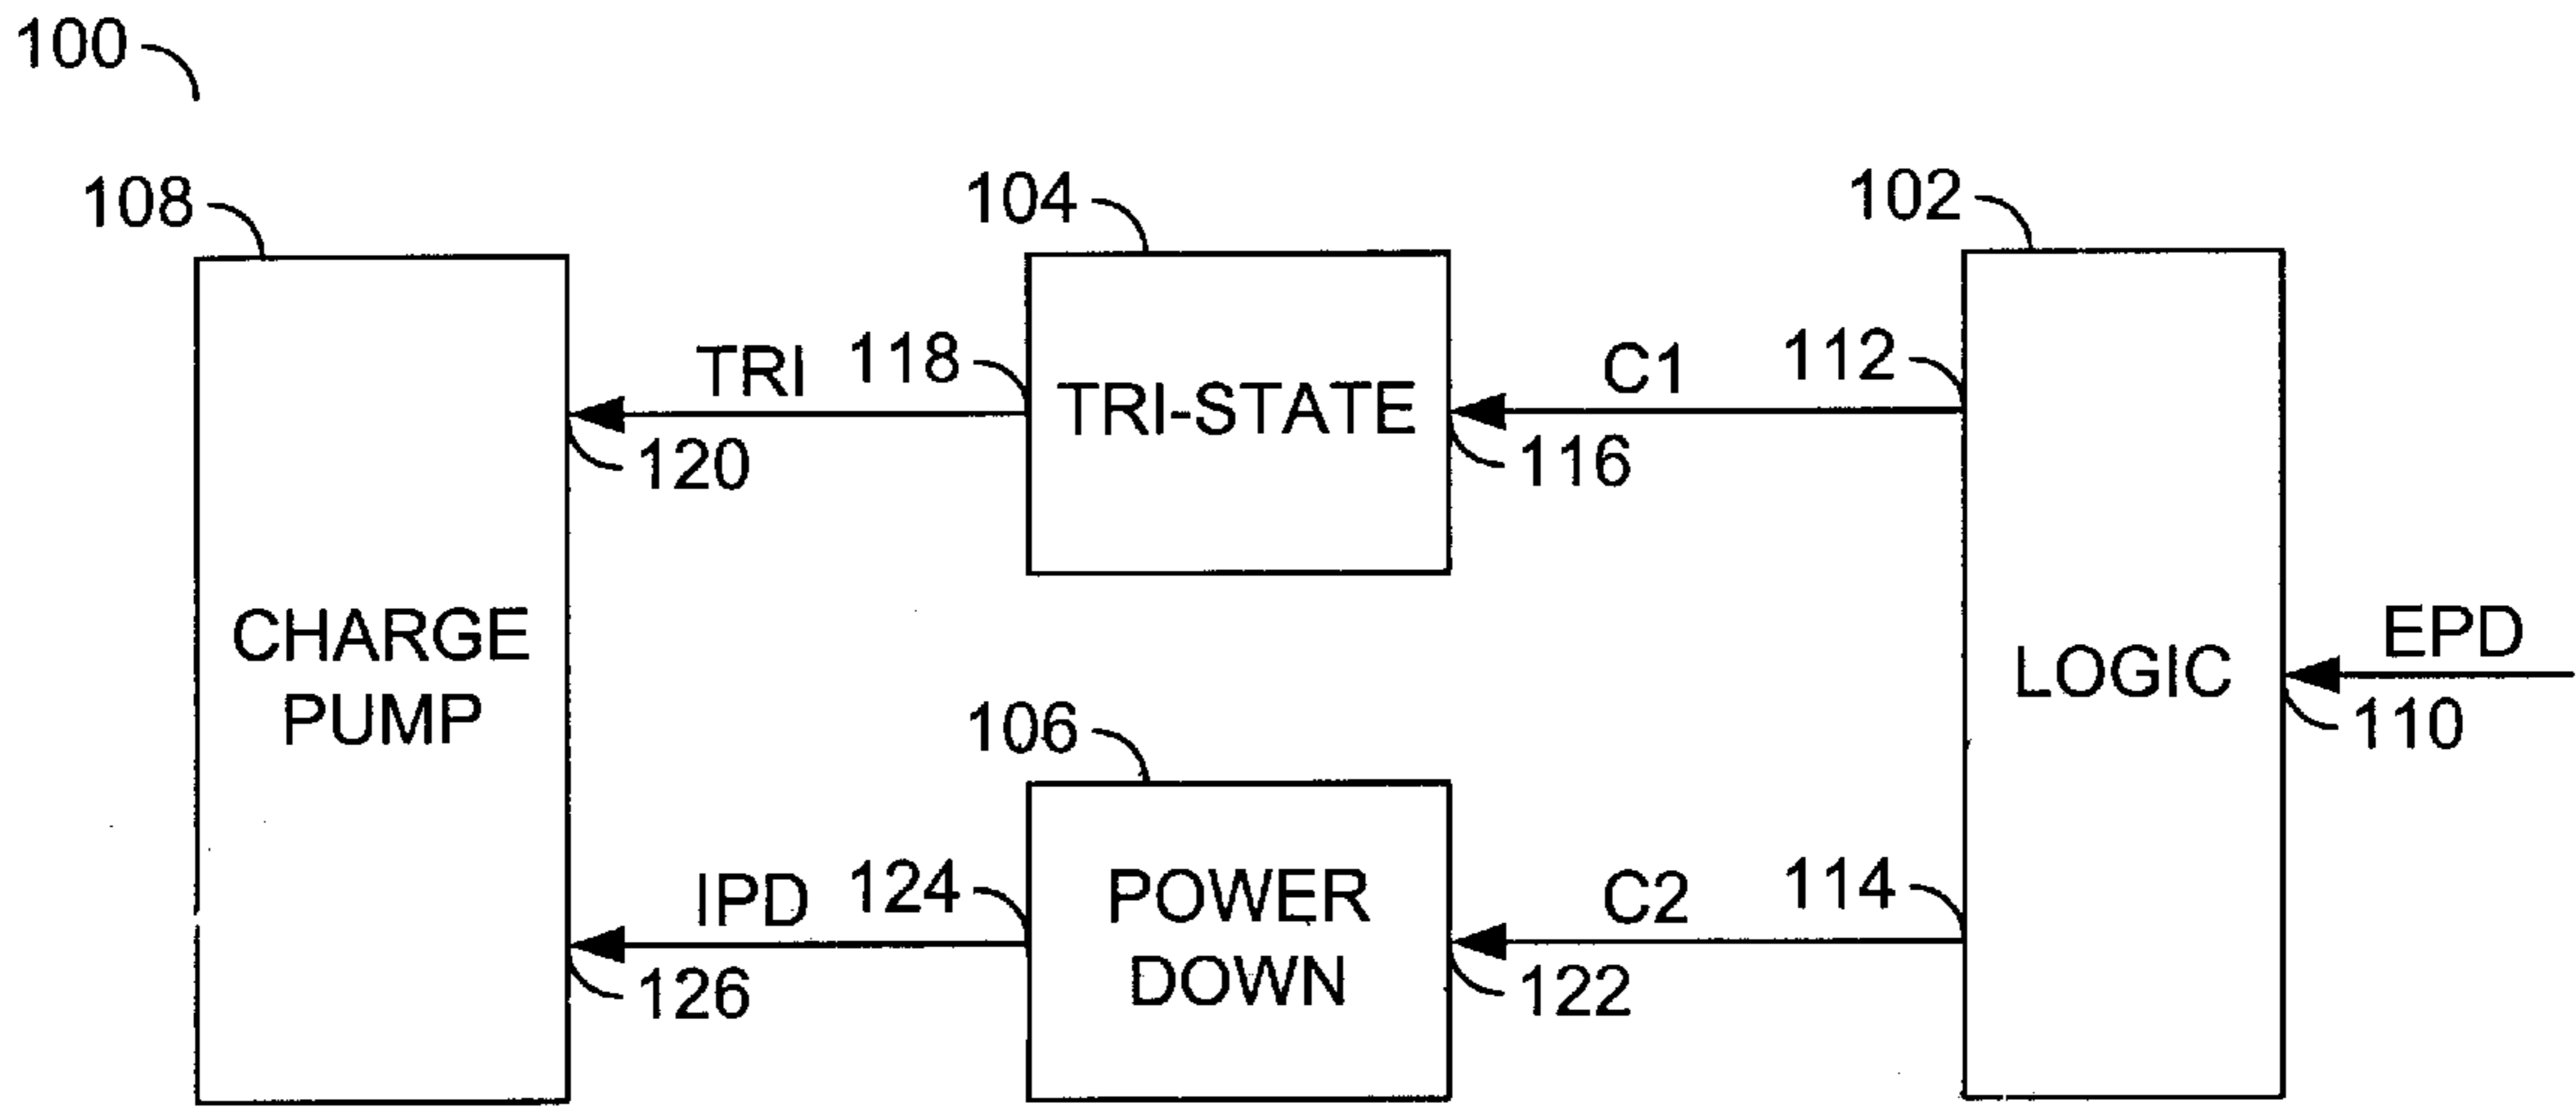 100
108
104
102
TRI
118
C1
112
TRI-STATE
120
116
CHARGE
PUMP
LOGIC
EPD
110
106
IPD
124
POWER
DOWN
C2
114
126
122